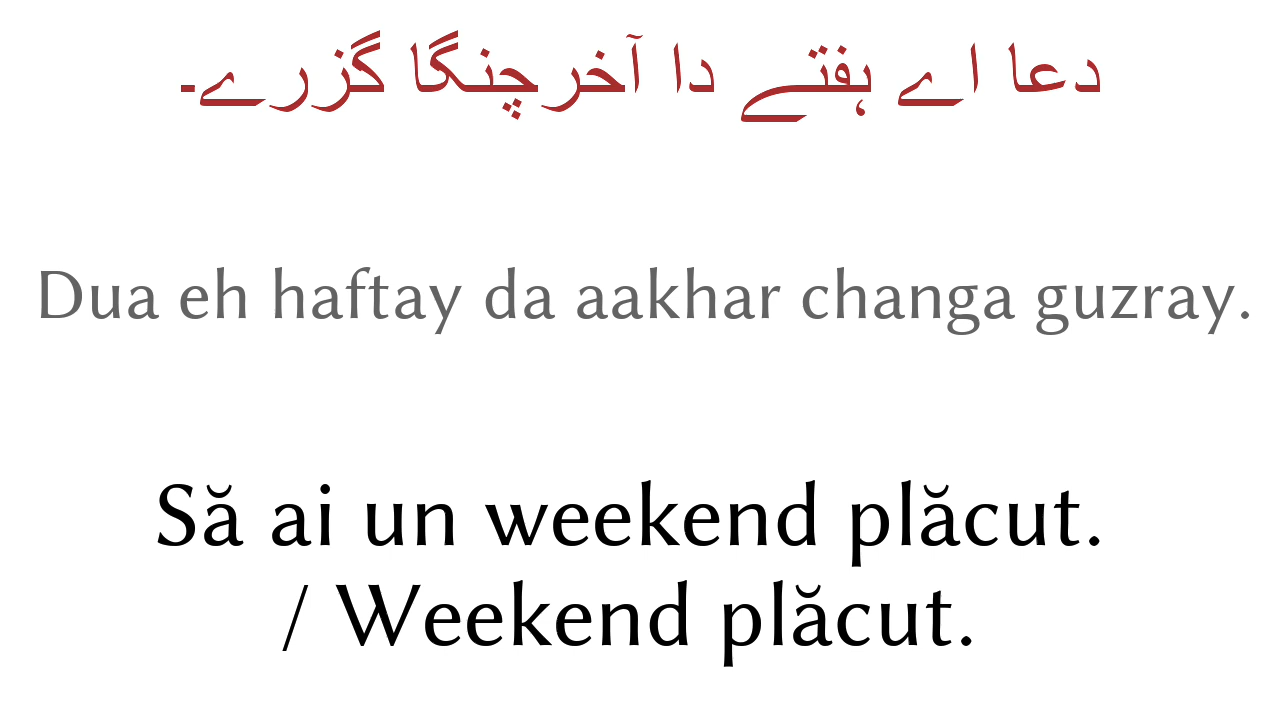 دعا اے ہفتے دا آخرچنگا گزرے۔
Dua eh haftay da aakhar changa guzray.
Să ai un weekend plăcut.
/ Weekend plăcut.